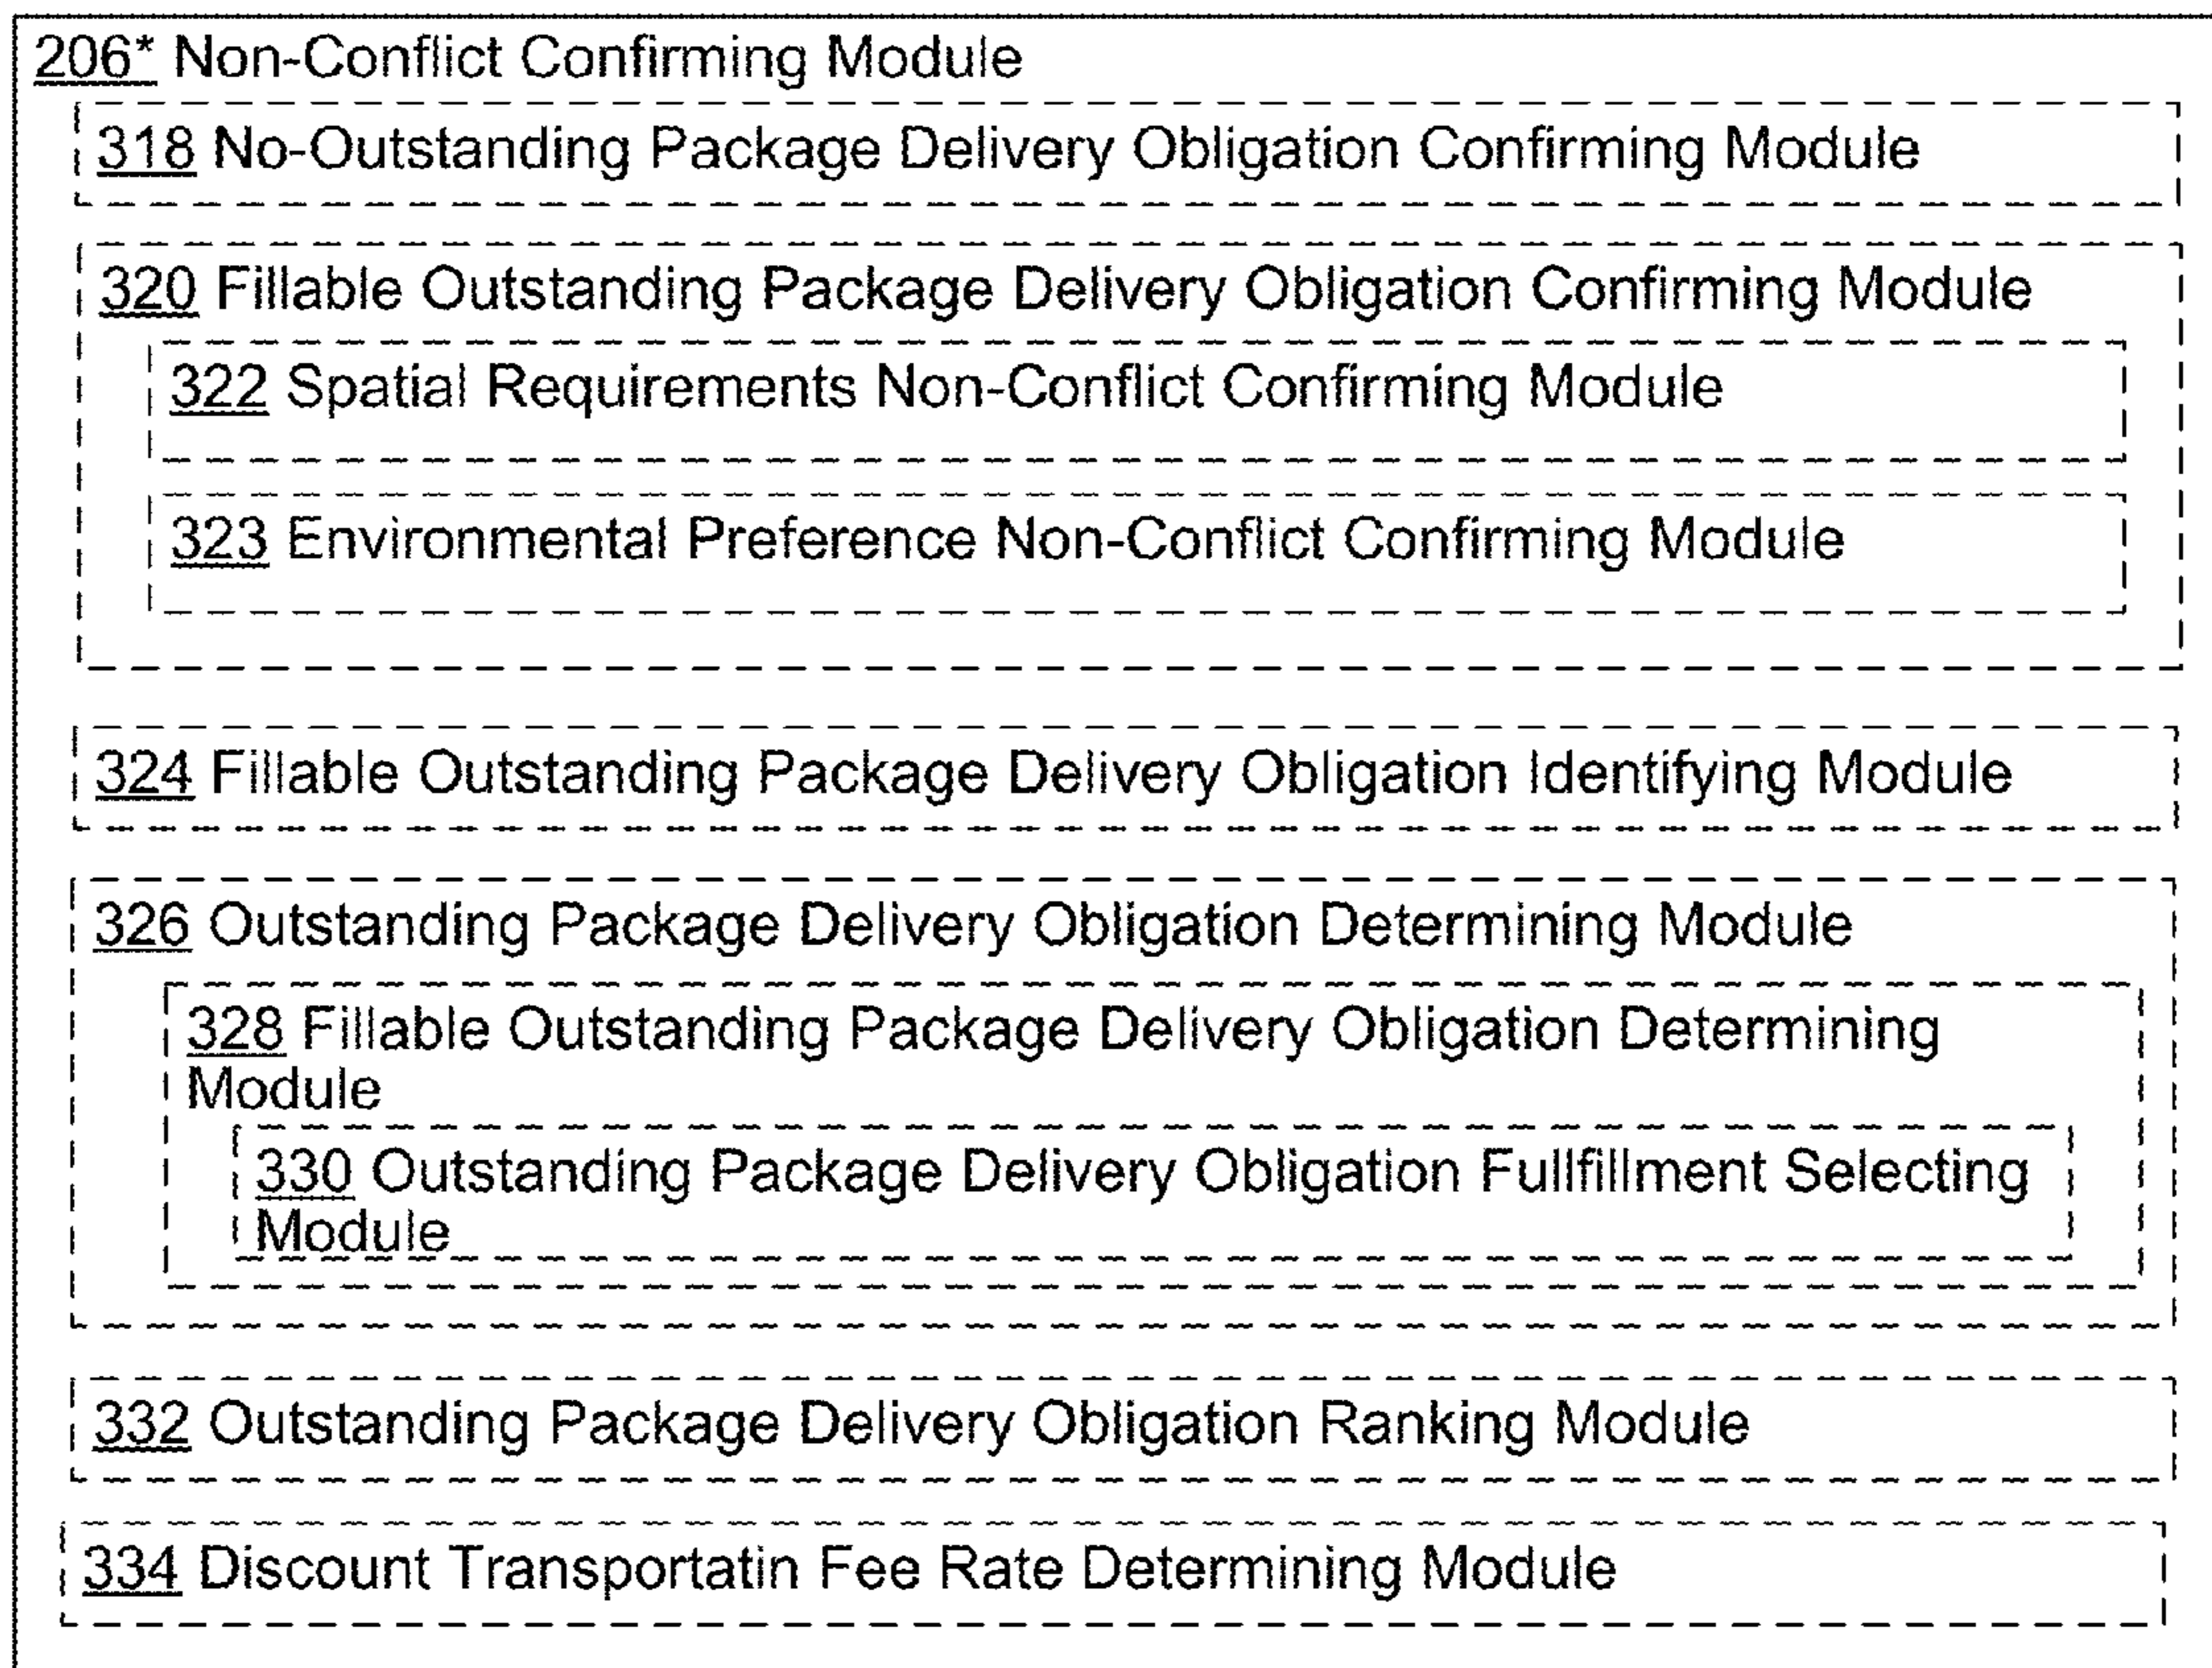 206* Non-Conflict Confirming Module
318 No-Outstanding Package Delivery Obligation Confirming Module
320 Fillable Outstanding Package Delivery Obligation Confirming Module
322 Spatial Requirements Non-Conflict Confirming Module
323 Environmental Preference Non-Conflict Confirming Module
324 Fillable Outstanding Package Delivery Obligation Identifying Module
326 Outstanding Package Delivery Obligation Determining Module
328 Fillable Outstanding Package Delivery Obligation Determining
Module
330 Outstanding Package Delivery Obligation Fullfillment Selecting
Module
332 Outstanding Package Delivery Obligation Ranking Module
334 Discount Transportatin Fee Rate Determining Module